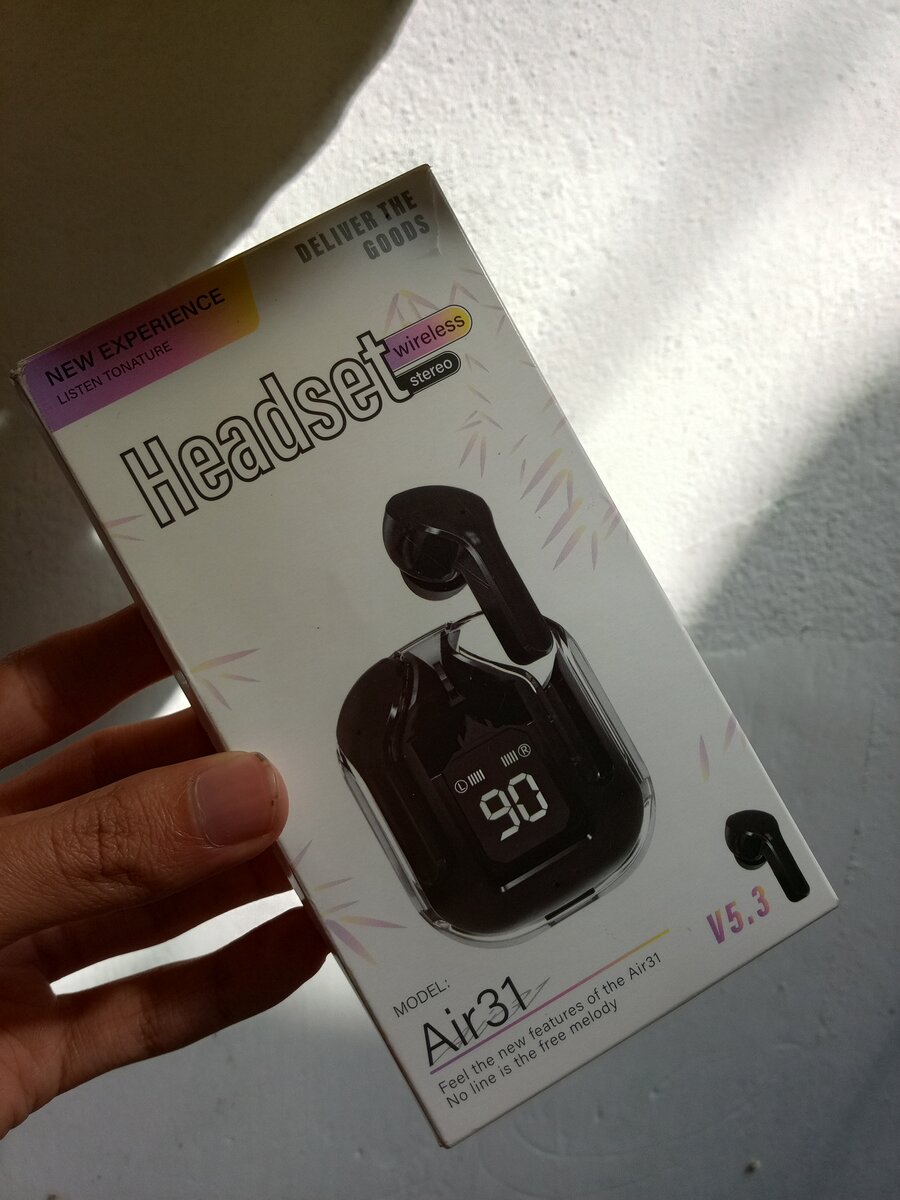 DELIVER THE
GOODS
NEW EXPERIENCE
LISTEN TONATURE
Headset
wireless
stereo
L
R
90
V5.3
MODEL:
Air31
Feel the new features of the Air31
No line is the free melody